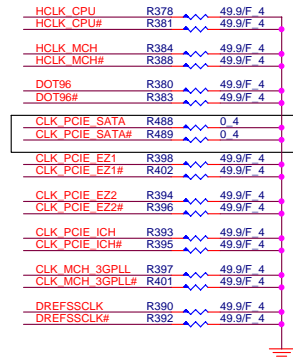 HCLK_CPU R378 49.9/F_4
HCLK_CPU# R381 49.9/F_4
HCLK_MCH R384 49.9/F_4
HCLK_MCH# R388 49.9/F_4
DOT96 R380 49.9/F_4
DOT96# R383 49.9/F_4
CLK_PCIE_SATA R488 0_4
CLK_PCIE_SATA# R489 0_4
CLK_PCIE_EZ1 R398 49.9/F_4
CLK_PCIE_EZ1# R402 49.9/F_4
CLK_PCIE_EZ2 R394 49.9/F_4
CLK_PCIE_EZ2# R396 49.9/F_4
CLK_PCIE_ICH R393 49.9/F_4
CLK_PCIE_ICH# R395 49.9/F_4
CLK_MCH_3GPLL R397 49.9/F_4
CLK_MCH_3GPLL# R401 49.9/F_4
DREFSSCLK R390 49.9/F_4
DREFSSCLK# R392 49.9/F_4